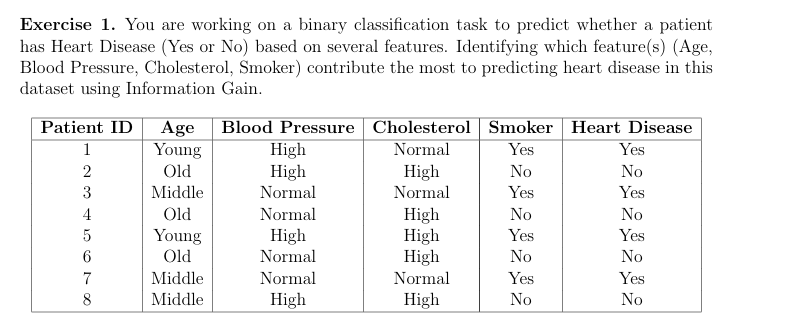 Exercise 1. You are working on a binary classification task to predict whether a patient
has Heart Disease (Yes or No) based on several features. Identifying which feature(s) (Age,
Blood Pressure, Cholesterol, Smoker) contribute the most to predicting heart disease in this
dataset using Information Gain.
Patient ID Age Blood Pressure Cholesterol Smoker Heart Disease
1 Young High Normal Yes Yes
2 Old High High No No
3 Middle Normal Normal Yes Yes
4 Old Normal High No No
5 Young High High Yes Yes
6 Old Normal High No No
7 Middle Normal Normal Yes Yes
8 Middle High High No No